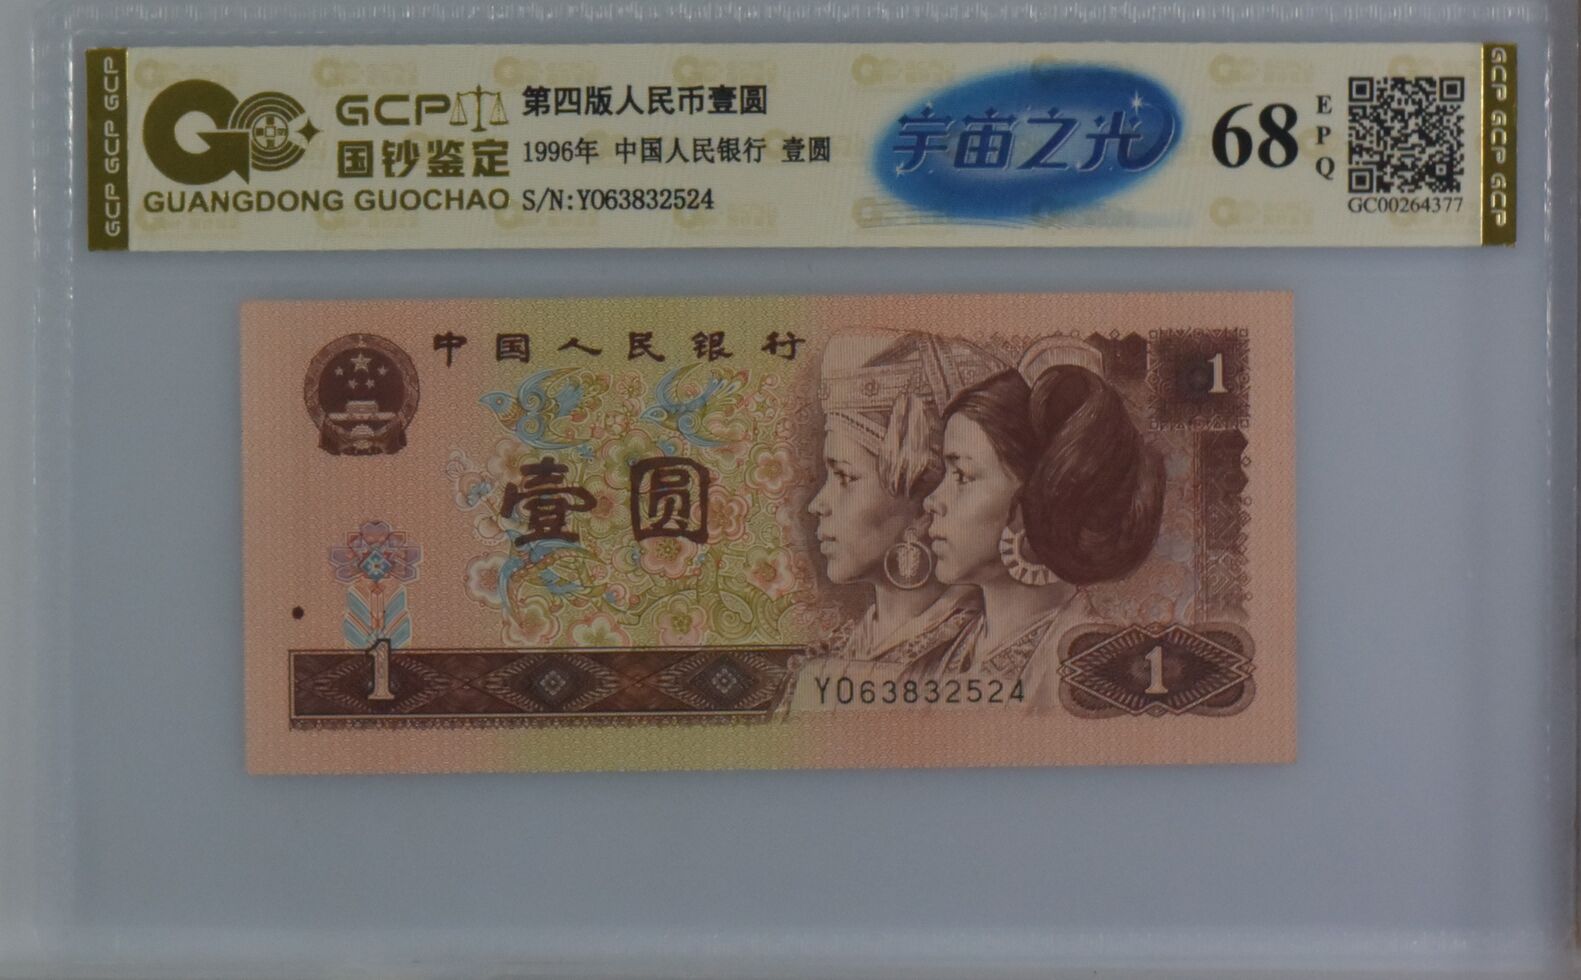 GCP GCP GCP
GCP
国钞鉴定
GUANGDONG GUOCHAO
第四版人民币壹圆
1996年 中国人民银行 壹圆
S/N:YO63832524
宇宙之光
68
EPQ
GC00264377
GCP GCP GCP
中国人民银行
1
壹圆
1
YO63832524
1